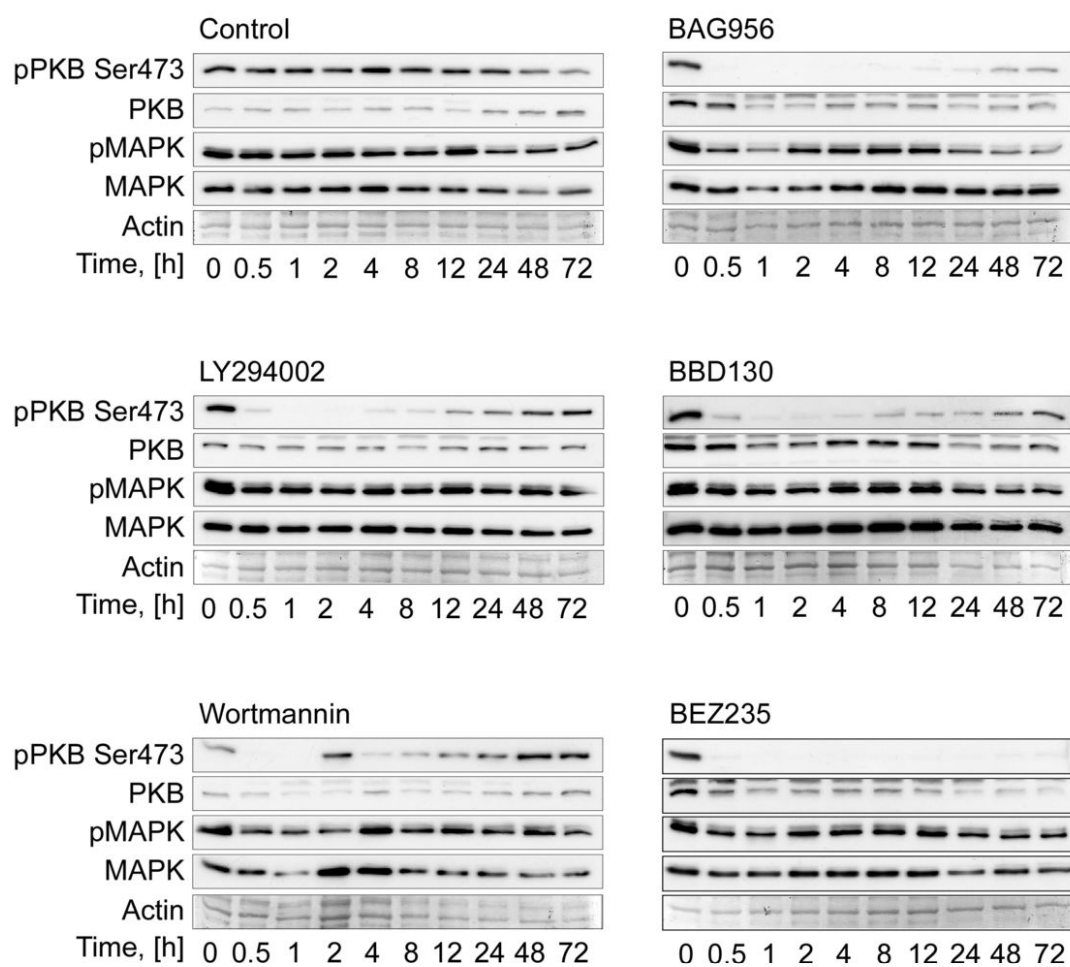 Control
pPKB Ser473
PKB
pMAPK
MAPK
Actin
Time, [h] 0 0.5 1 2 4 8 12 24 48 72
BAG956
0 0.5 1 2 4 8 12 24 48 72
LY294002
pPKB Ser473
PKB
pMAPK
MAPK
Actin
Time, [h] 0 0.5 1 2 4 8 12 24 48 72
BBD130
0 0.5 1 2 4 8 12 24 48 72
Wortmannin
pPKB Ser473
PKB
pMAPK
MAPK
Actin
Time, [h] 0 0.5 1 2 4 8 12 24 48 72
BEZ235
0 0.5 1 2 4 8 12 24 48 72